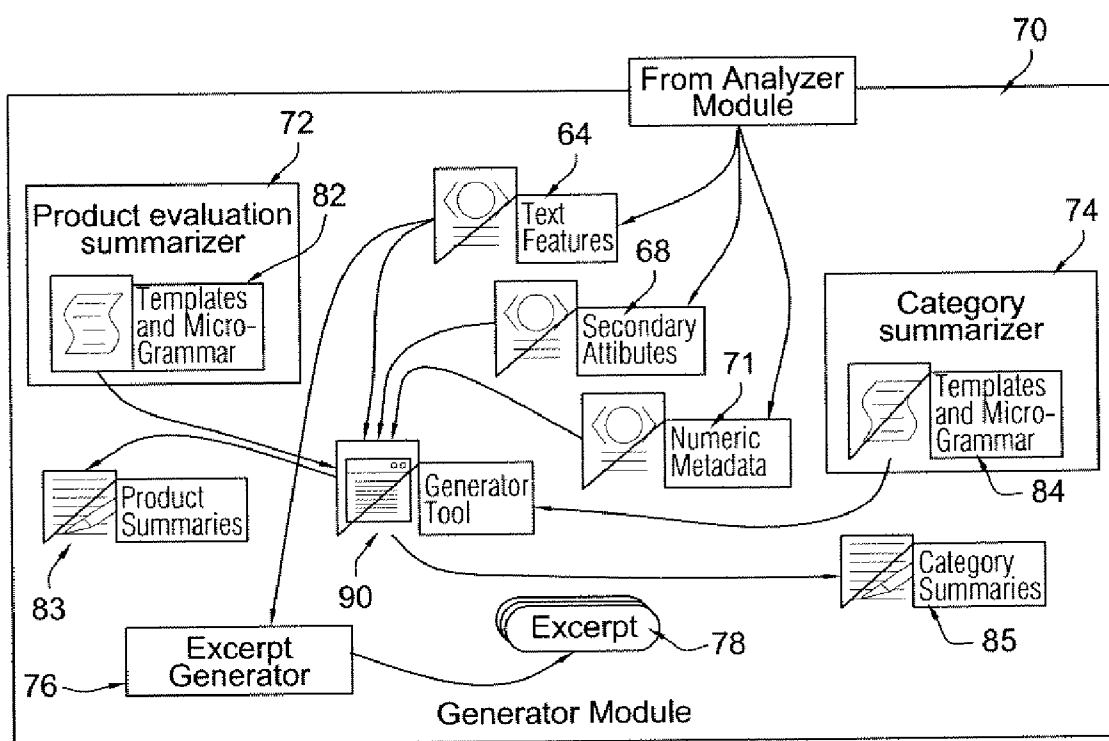 70
From Analyzer
Module
72
64
82
Product evaluation
summarizer
Text
Features
74
Templates
and Micro-
Grammar
68
Category
summarizer
Secondary
Attibutes
71
Templates
and Micro-
Grammar
Numeric
Metadata
Product
Summaries
Generator
Tool
84
83
90
Category
Summaries
Excerpt
78
85
Excerpt
Generator
76
Generator Module